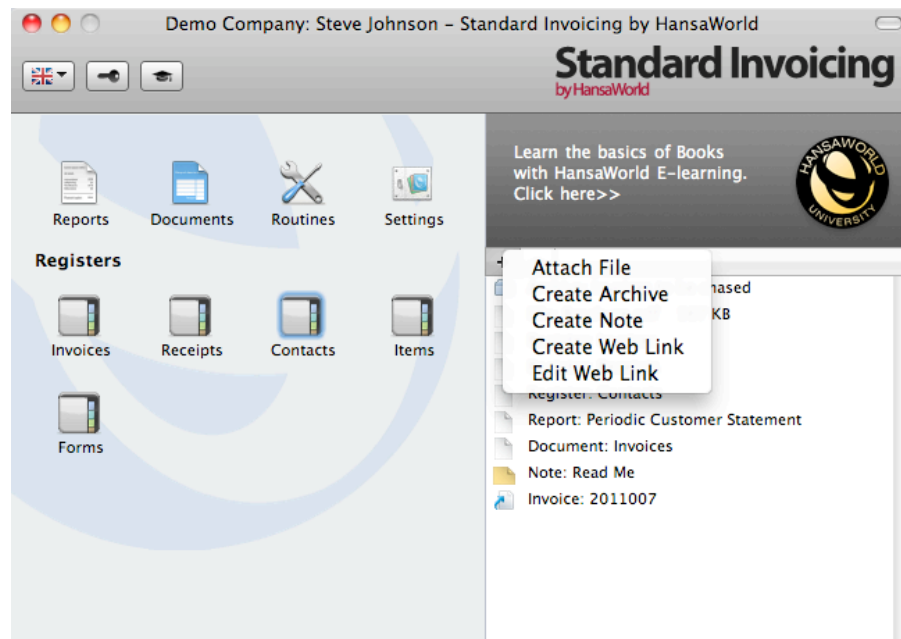 Demo Company: Steve Johnson – Standard Invoicing by HansaWorld
Standard Invoicing
by HansaWorld
Reports Documents Routines Settings
Registers
Invoices Receipts Contacts Items
Forms
Learn the basics of Books
with HansaWorld E-learning.
Click here>>
HANSAWORLD
UNIVERSITY
Attach File
Create Archive
Create Note
Create Web Link
Edit Web Link
KB
Register: Contacts
Report: Periodic Customer Statement
Document: Invoices
Note: Read Me
Invoice: 2011007